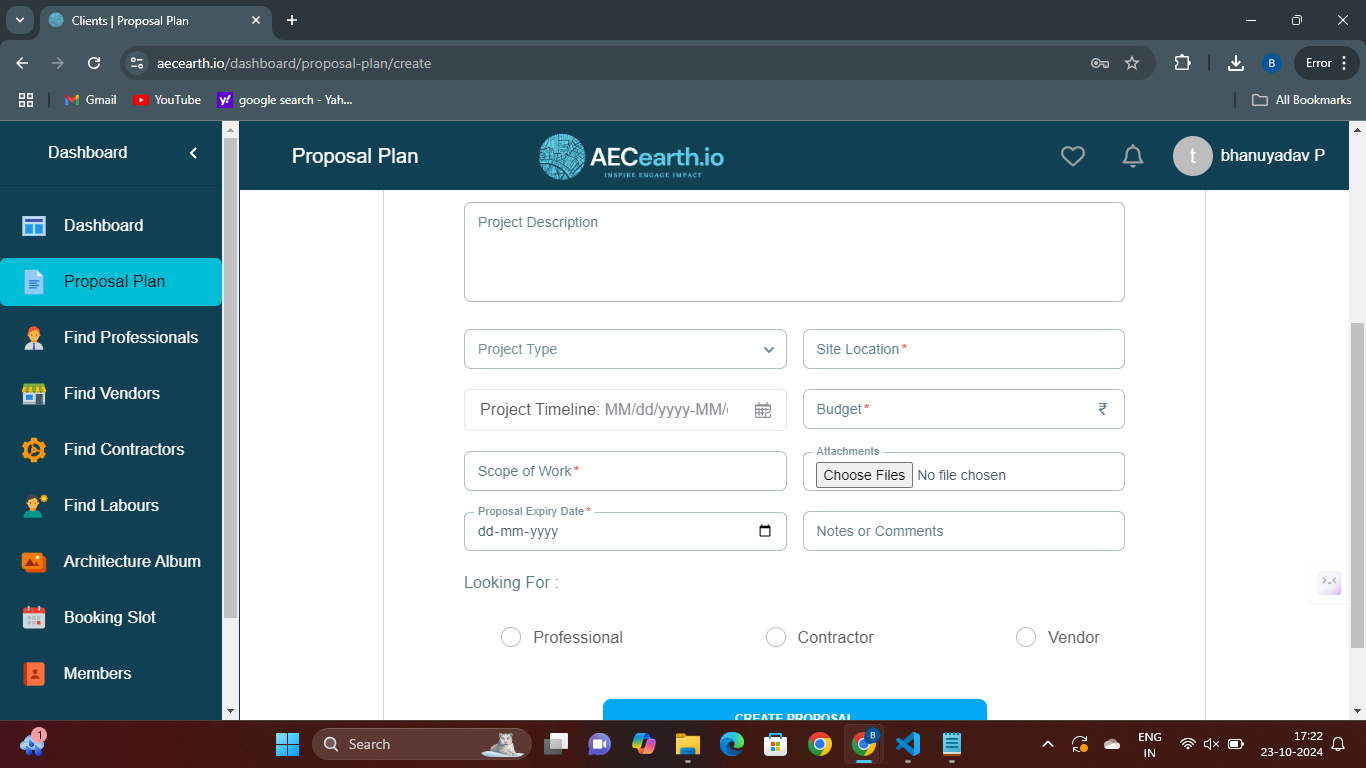 Clients | Proposal Plan
aecearth.io/dashboard/proposal-plan/create
B
Error
Gmail
YouTube
google search - Yah...
All Bookmarks
Dashboard
Proposal Plan
AECearth.io
INSPIRE ENGAGE IMPACT
t
bhanuyadav P
Dashboard
Proposal Plan
Find Professionals
Find Vendors
Find Contractors
Find Labours
Architecture Album
Booking Slot
Members
Project Description
Project Type
Site Location*
Project Timeline: MM/dd/yyyy-MM/
Budget* ₹
Scope of Work*
Attachments
Choose Files No file chosen
Proposal Expiry Date*
dd-mm-yyyy
Notes or Comments
Looking For :
Professional
Contractor
Vendor
CREATE PROPOSAL
1
Search
B
ENG
IN
17:22
23-10-2024